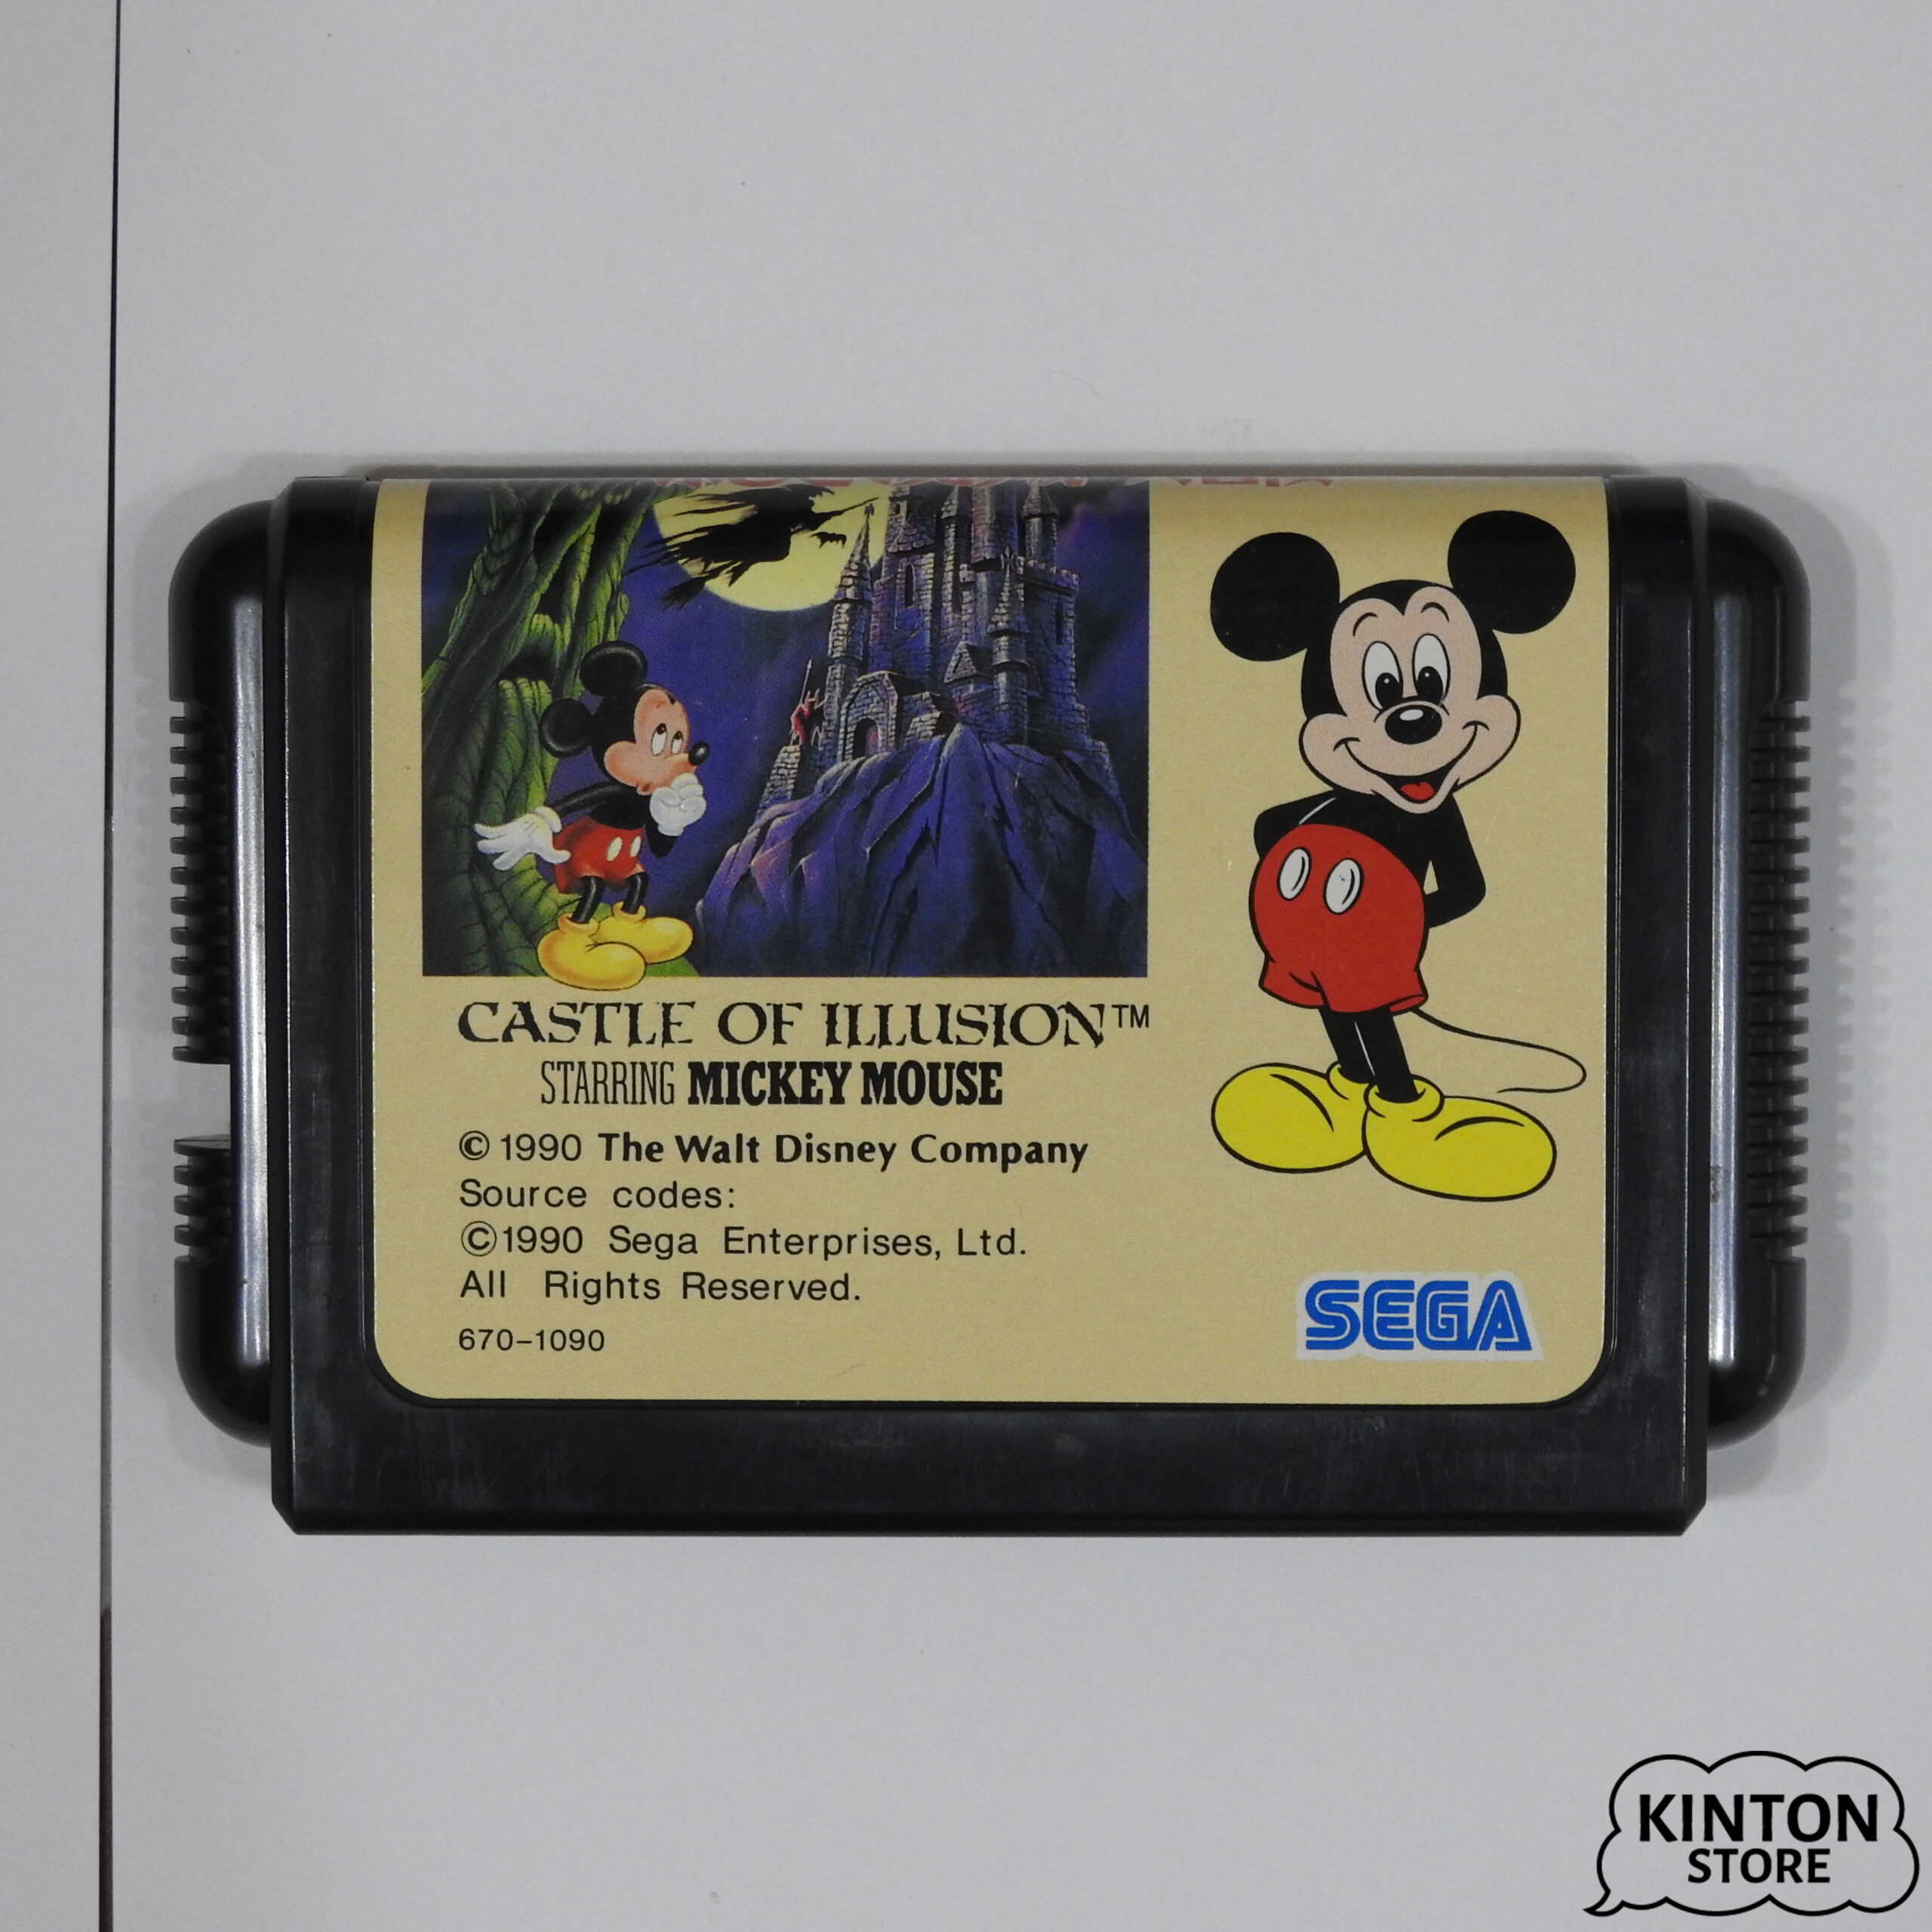 CASTLE OF ILLUSION™
STARRING MICKEY MOUSE
© 1990 The Walt Disney Company
Source codes:
©1990 Sega Enterprises, Ltd.
All Rights Reserved.
670-1090
SEGA
KINTON
STORE